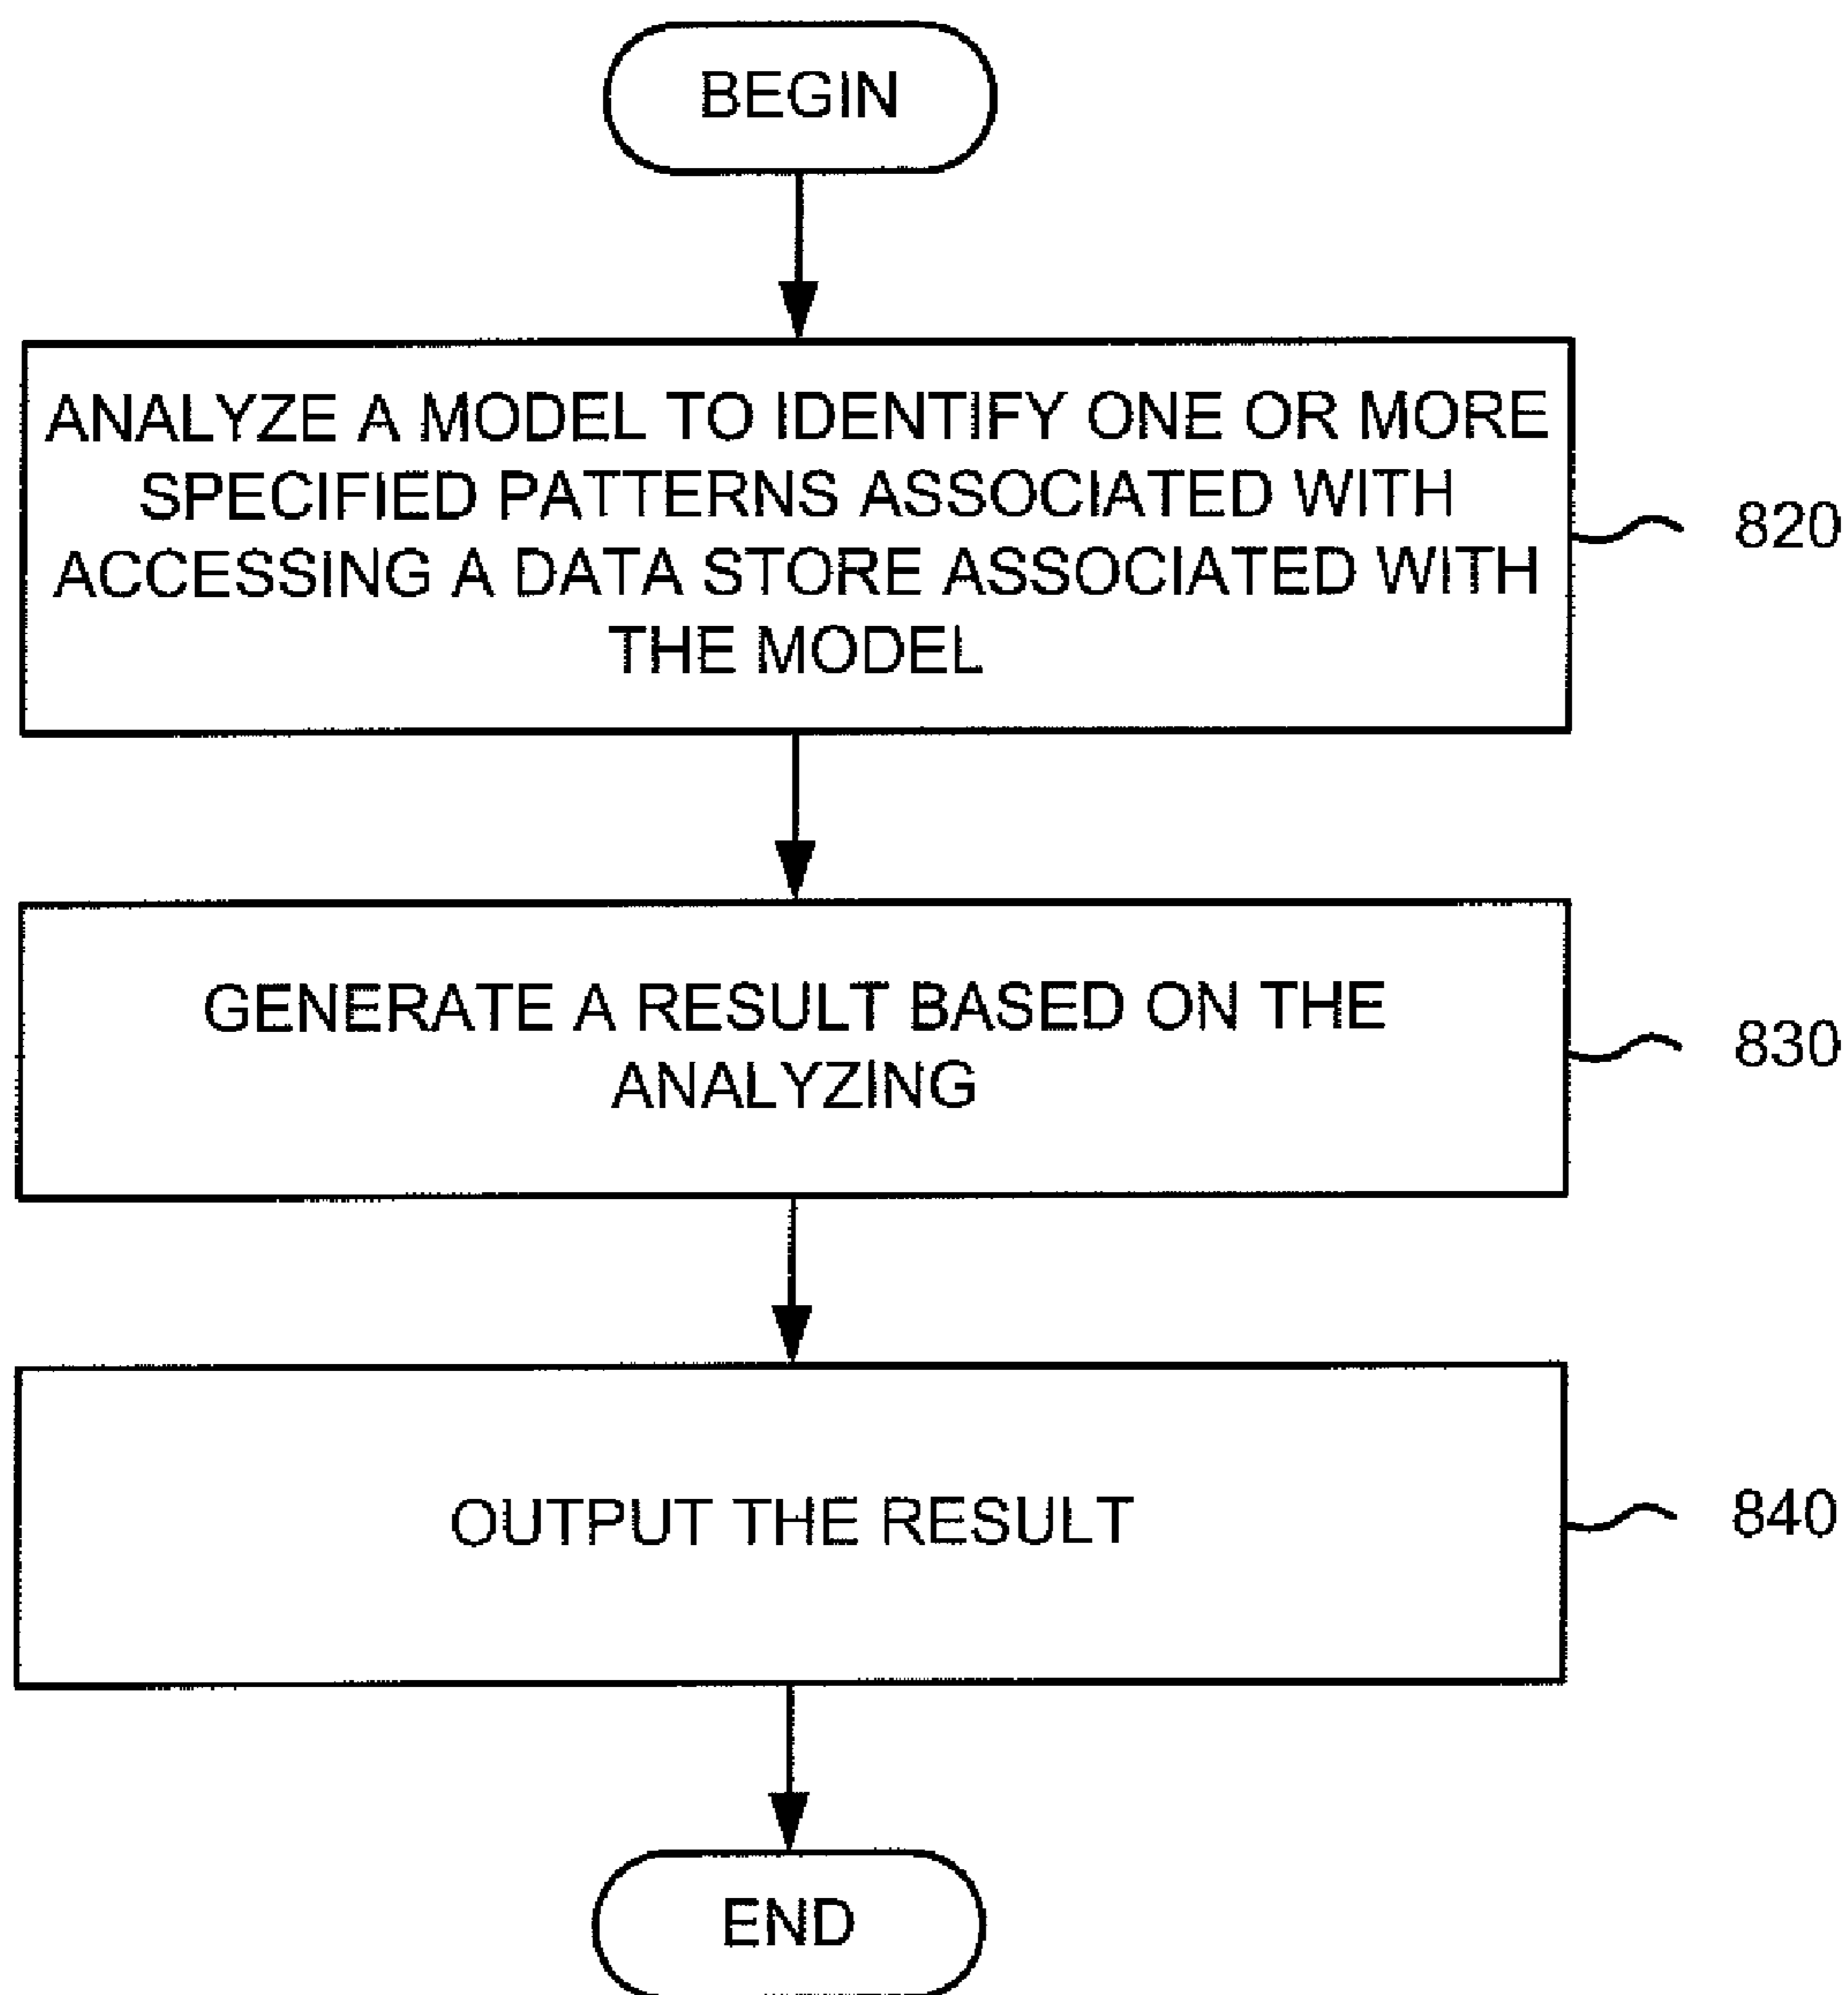 BEGIN
ANALYZE A MODEL TO IDENTIFY ONE OR MORE
SPECIFIED PATTERNS ASSOCIATED WITH
ACCESSING A DATA STORE ASSOCIATED WITH
THE MODEL
820
GENERATE A RESULT BASED ON THE
ANALYZING
830
OUTPUT THE RESULT
840
END